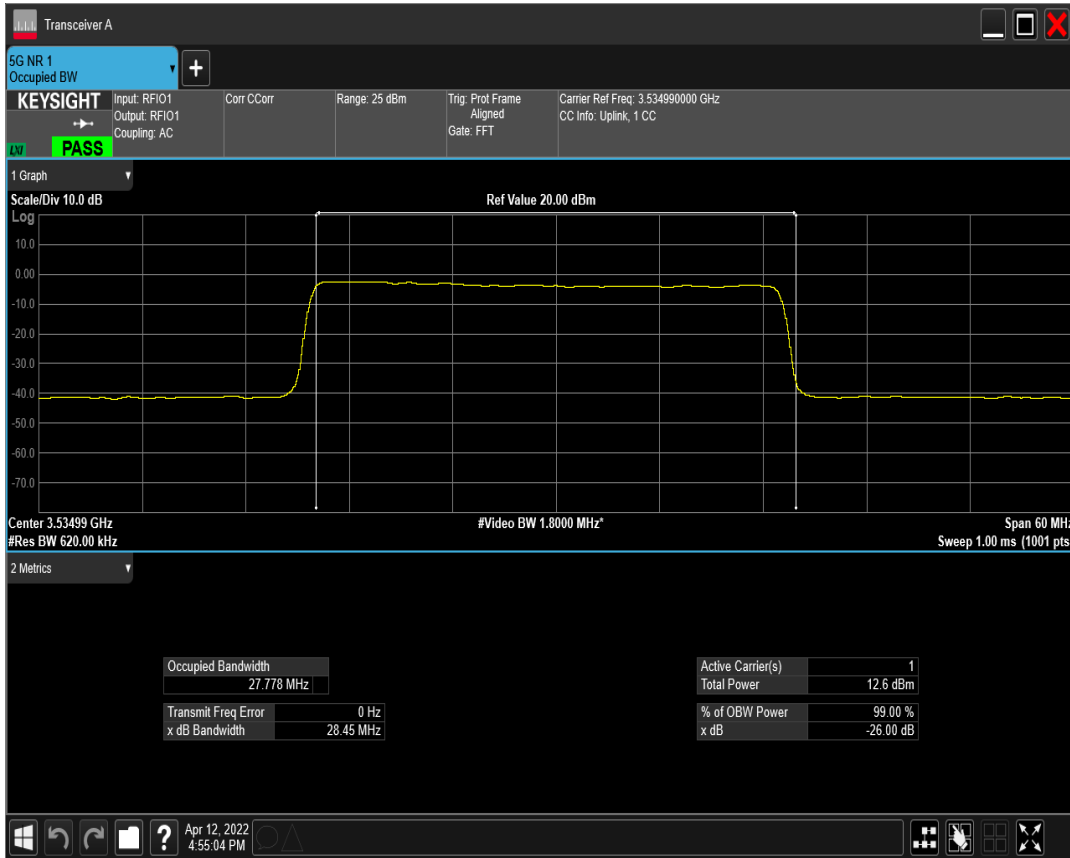 Transceiver A
5G NR 1
Occupied BW
+
KEYSIGHT
Input: RFIO1
Output: RFIO1
Coupling: AC
LXI
PASS
Corr CCorr
Range: 25 dBm
Trig: Prot Frame
Aligned
Gate: FFT
Carrier Ref Freq: 3.534990000 GHz
CC Info: Uplink, 1 CC
1 Graph
Scale/Div 10.0 dB
Ref Value 20.00 dBm
Log
10.0
0.00
-10.0
-20.0
-30.0
-40.0
-50.0
-60.0
-70.0
Center 3.53499 GHz
#Video BW 1.8000 MHz*
Span 60 MHz
#Res BW 620.00 kHz
Sweep 1.00 ms (1001 pts
2 Metrics
Occupied Bandwidth
27.778 MHz
Transmit Freq Error 0 Hz
x dB Bandwidth 28.45 MHz
Active Carrier(s) 1
Total Power 12.6 dBm
% of OBW Power 99.00 %
x dB -26.00 dB
?
Apr 12, 2022
4:55:04 PM